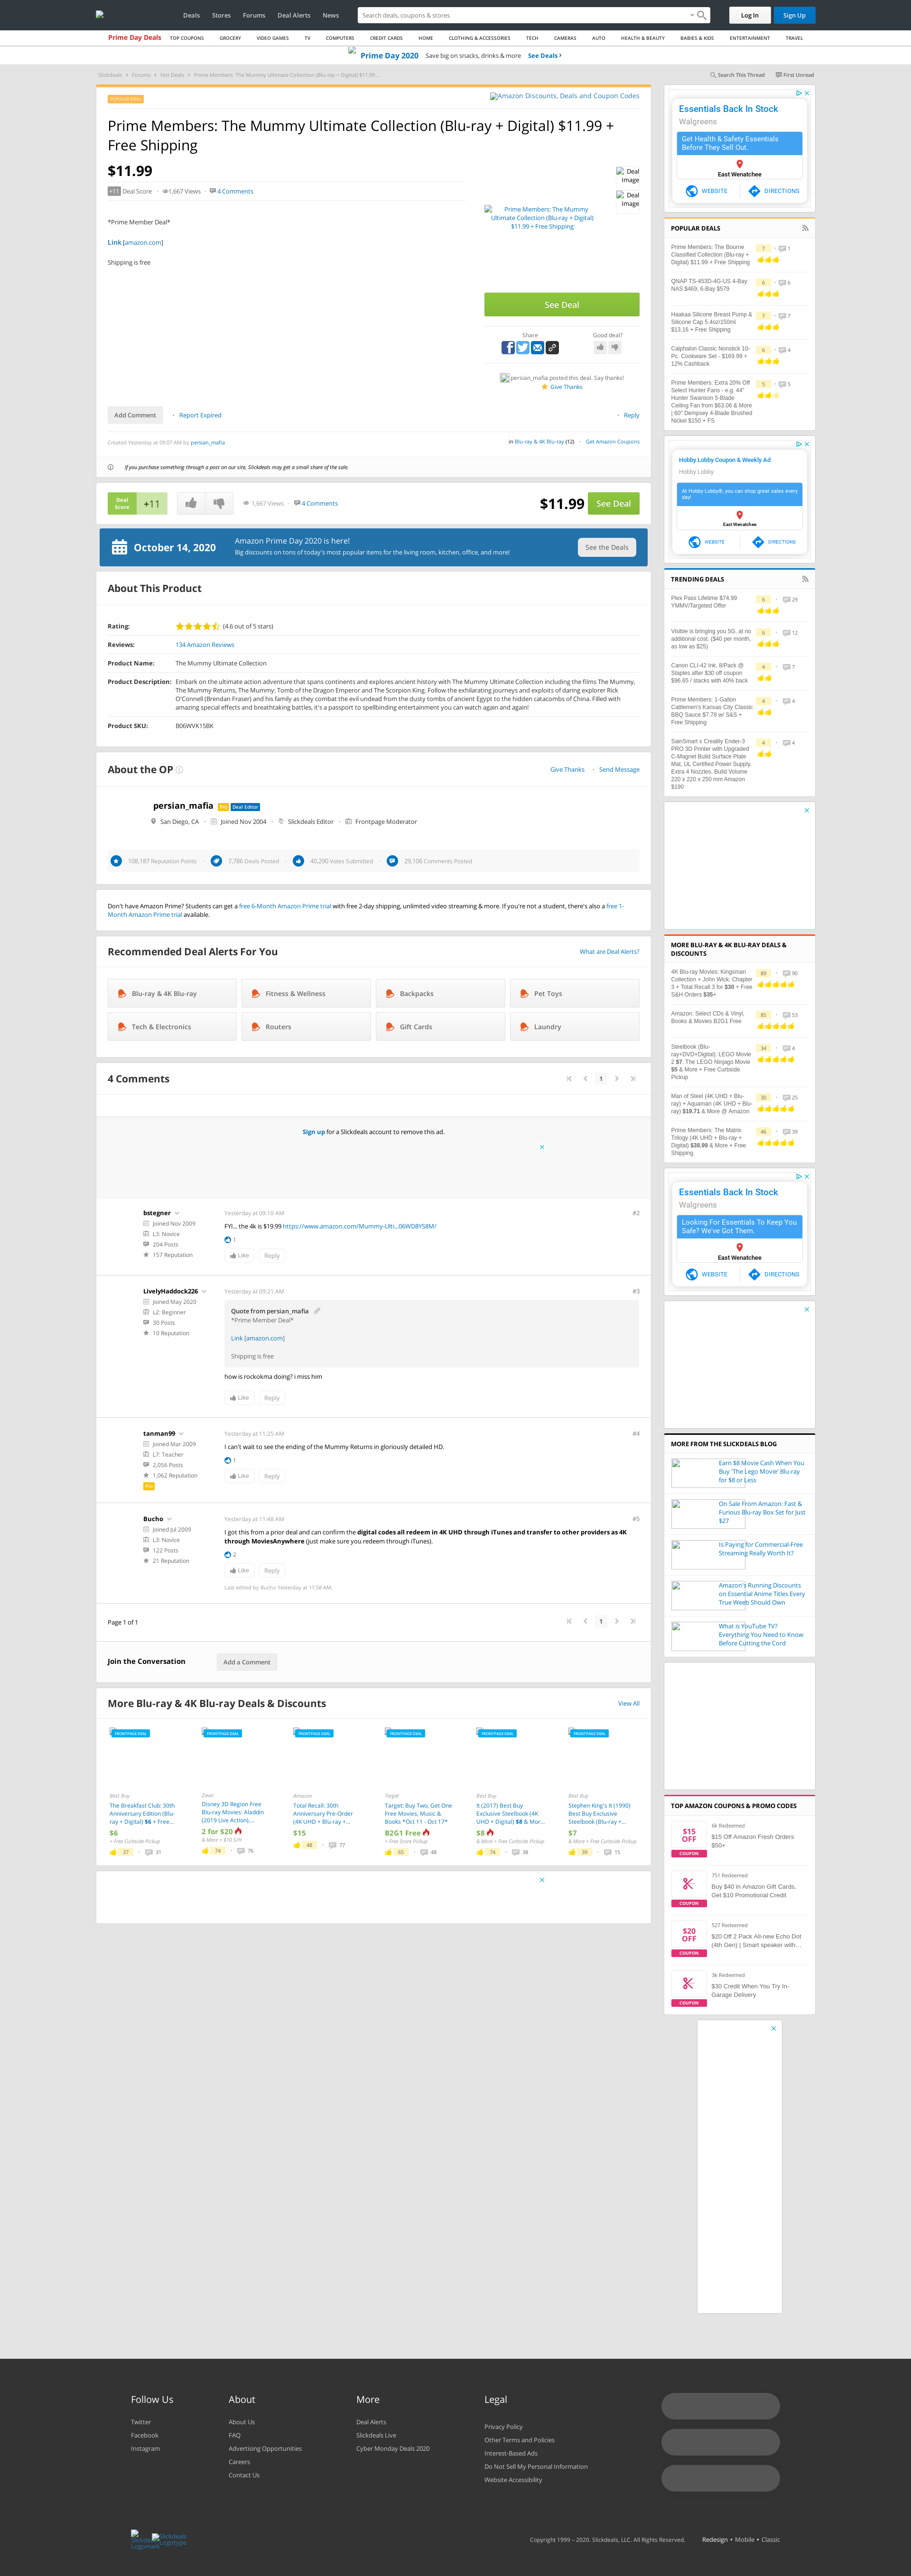 Deals Stores Forums Deal Alerts News
Search deals, coupons & stores
Log In Sign Up
Prime Day Deals TOP COUPONS GROCERY VIDEO GAMES TV COMPUTERS CREDIT CARDS HOME CLOTHING & ACCESSORIES TECH CAMERAS AUTO HEALTH & BEAUTY BABIES & KIDS ENTERTAINMENT TRAVEL
Prime Day 2020 Save big on snacks, drinks & more See Deals
Slickdeals Forums Hot Deals Prime Members: The Mummy Ultimate Collection (Blu-ray + Digital) $11.99 ...
Search This Thread First Unread
POPULAR DEAL
Amazon Discounts, Deals and Coupon Codes
Prime Members: The Mummy Ultimate Collection (Blu-ray + Digital) $11.99 +
Free Shipping
$11.99
+11 Deal Score 1,667 Views 4 Comments
Deal
Image
Deal
Image
*Prime Member Deal*
Link [amazon.com]
Shipping is free
Prime Members: The Mummy
Ultimate Collection (Blu-ray + Digital)
$11.99 + Free Shipping
See Deal
Share Good deal?
persian_mafia posted this deal. Say thanks!
Give Thanks
Add Comment Report Expired Reply
Created Yesterday at 09:07 AM by persian_mafia
in Blu-ray & 4K Blu-ray (12) Get Amazon Coupons
If you purchase something through a post on our site, Slickdeals may get a small share of the sale.
Deal
Score
+11
1,667 Views 4 Comments
$11.99 See Deal
October 14, 2020
Amazon Prime Day 2020 is here!
Big discounts on tons of today's most popular items for the living room, kitchen, office, and more!
See the Deals
About This Product
Rating: (4.6 out of 5 stars)
Reviews: 134 Amazon Reviews
Product Name: The Mummy Ultimate Collection
Product Description: Embark on the ultimate action adventure that spans continents and explores ancient history with The Mummy Ultimate Collection including the films The Mummy,
The Mummy Returns, The Mummy: Tomb of the Dragon Emperor and The Scorpion King. Follow the exhilarating journeys and exploits of daring explorer Rick
O'Connell (Brendan Fraser) and his family as they battle evil from the undead from the dusty sands of Egypt to the hidden catacombs of China. Filled with
amazing special effects and breathtaking battles, it's a passport to spellbinding entertainment you can watch again and again!
Product SKU: B06WVK15BK
About the OP
Give Thanks Send Message
persian_mafia Pro Deal Editor
San Diego, CA Joined Nov 2004 Slickdeals Editor Frontpage Moderator
108,187 Reputation Points 7,786 Deals Posted 40,290 Votes Submitted 29,106 Comments Posted
Don't have Amazon Prime? Students can get a free 6-Month Amazon Prime trial with free 2-day shipping, unlimited video streaming & more. If you're not a student, there's also a free 1-
Month Amazon Prime trial available.
Recommended Deal Alerts For You
What are Deal Alerts?
Blu-ray & 4K Blu-ray Fitness & Wellness Backpacks Pet Toys
Tech & Electronics Routers Gift Cards Laundry
4 Comments
1
Sign up for a Slickdeals account to remove this ad.
bstegner
Joined Nov 2009
L3: Novice
204 Posts
157 Reputation
Yesterday at 09:10 AM #2
FYI... the 4k is $19.99 https://www.amazon.com/Mummy-Ulti...06WD8YS8M/
1
Like Reply
LivelyHaddock226
Joined May 2020
L2: Beginner
30 Posts
10 Reputation
Yesterday at 09:21 AM #3
Quote from persian_mafia
*Prime Member Deal*
Link [amazon.com]
Shipping is free
how is rockokma doing? i miss him
Like Reply
tanman99
Joined Mar 2009
L7: Teacher
2,056 Posts
1,062 Reputation
Pro
Yesterday at 11:25 AM #4
I can't wait to see the ending of the Mummy Returns in gloriously detailed HD.
1
Like Reply
Bucho
Joined Jul 2009
L3: Novice
122 Posts
21 Reputation
Yesterday at 11:48 AM #5
I got this from a prior deal and can confirm the digital codes all redeem in 4K UHD through iTunes and transfer to other providers as 4K
through MoviesAnywhere (just make sure you redeem through iTunes).
2
Like Reply
Last edited by Bucho Yesterday at 11:58 AM.
Page 1 of 1
1
Join the Conversation Add a Comment
More Blu-ray & 4K Blu-ray Deals & Discounts
View All
FRONTPAGE DEAL FRONTPAGE DEAL FRONTPAGE DEAL FRONTPAGE DEAL FRONTPAGE DEAL FRONTPAGE DEAL
Best Buy
The Breakfast Club: 30th
Anniversary Edition (Blu-
ray + Digital) $6 + Free...
$6
+ Free Curbside Pickup
37 31
Zavvi
Disney 3D Region Free
Blu-ray Movies: Aladdin
(2019 Live Action),...
2 for $20
& More + $10 S/H
74 76
Amazon
Total Recall: 30th
Anniversary Pre-Order
(4K UHD + Blu-ray +...
$15
48 77
Target
Target: Buy Two, Get One
Free Movies, Music &
Books *Oct 11 - Oct 17*
B2G1 Free
+ Free Store Pickup
65 48
Best Buy
It (2017) Best Buy
Exclusive Steelbook (4K
UHD + Digital) $8 & Mor...
$8
& More + Free Curbside Pickup
74 38
Best Buy
Stephen King's It (1990)
Best Buy Exclusive
Steelbook (Blu-ray +...
$7
& More + Free Curbside Pickup
39 15
Essentials Back In Stock
Walgreens
Get Health & Safety Essentials
Before They Sell Out.
East Wenatchee
WEBSITE DIRECTIONS
POPULAR DEALS
Prime Members: The Bourne
Classified Collection (Blu-ray +
Digital) $11.99 + Free Shipping
7 1
QNAP TS-453D-4G-US 4-Bay
NAS $469, 6-Bay $579
6 6
Haakaa Silicone Breast Pump &
Silicone Cap 5.4oz/150ml
$13.16 + Free Shipping
7 7
Calphalon Classic Nonstick 10-
Pc. Cookware Set - $169.99 +
12% Cashback
6 4
Prime Members: Extra 20% Off
Select Hunter Fans - e.g. 44"
Hunter Swanson 5-Blade
Ceiling Fan from $63.06 & More
| 60" Dempsey 4-Blade Brushed
Nickel $150 + FS
5 5
Hobby Lobby Coupon & Weekly Ad
Hobby Lobby
At Hobby Lobby®, you can shop great sales every
day!
East Wenatchee
WEBSITE DIRECTIONS
TRENDING DEALS
Plex Pass Lifetime $74.99
YMMV/Targeted Offer
6 29
Visible is bringing you 5G, at no
additional cost. ($40 per month,
as low as $25)
6 12
Canon CLI-42 Ink, 8/Pack @
Staples after $30 off coupon
$96.65 / stacks with 40% back
4 7
Prime Members: 1-Gallon
Cattlemen's Kansas City Classic
BBQ Sauce $7.78 w/ S&S +
Free Shipping
4 4
SainSmart x Creality Ender-3
PRO 3D Printer with Upgraded
C-Magnet Build Surface Plate
Mat, UL Certified Power Supply,
Extra 4 Nozzles, Build Volume
220 x 220 x 250 mm Amazon
$190
4 4
MORE BLU-RAY & 4K BLU-RAY DEALS &
DISCOUNTS
4K Blu-ray Movies: Kingsman
Collection + John Wick: Chapter
3 + Total Recall 3 for $30 + Free
S&H Orders $35+
89 90
Amazon: Select CDs & Vinyl,
Books & Movies B2G1 Free
85 53
Steelbook (Blu-
ray+DVD+Digital): LEGO Movie
2 $7, The LEGO Ninjago Movie
$5 & More + Free Curbside
Pickup
34 4
Man of Steel (4K UHD + Blu-
ray) + Aquaman (4K UHD + Blu-
ray) $19.71 & More @ Amazon
30 25
Prime Members: The Matrix
Trilogy (4K UHD + Blu-ray +
Digital) $38.99 & More + Free
Shipping
46 39
Essentials Back In Stock
Walgreens
Looking For Essentials To Keep You
Safe? We've Got Them.
East Wenatchee
WEBSITE DIRECTIONS
MORE FROM THE SLICKDEALS BLOG
Earn $8 Movie Cash When You
Buy 'The Lego Movie' Blu-ray
for $8 or Less
On Sale From Amazon: Fast &
Furious Blu-ray Box Set for Just
$27
Is Paying for Commercial-Free
Streaming Really Worth It?
Amazon's Running Discounts
on Essential Anime Titles Every
True Weeb Should Own
What is YouTube TV?
Everything You Need to Know
Before Cutting the Cord
TOP AMAZON COUPONS & PROMO CODES
$15
OFF
COUPON
6k Redeemed
$15 Off Amazon Fresh Orders
$50+
COUPON
751 Redeemed
Buy $40 in Amazon Gift Cards,
Get $10 Promotional Credit
$20
OFF
COUPON
527 Redeemed
$20 Off 2 Pack All-new Echo Dot
(4th Gen) | Smart speaker with...
COUPON
3k Redeemed
$30 Credit When You Try In-
Garage Delivery
Follow Us
Twitter
Facebook
Instagram
About
About Us
FAQ
Advertising Opportunities
Careers
Contact Us
More
Deal Alerts
Slickdeals Live
Cyber Monday Deals 2020
Legal
Privacy Policy
Other Terms and Policies
Interest-Based Ads
Do Not Sell My Personal Information
Website Accessibility
Slickdeals
Logomark
Slickdeals
Logotype
Copyright 1999 – 2020. Slickdeals, LLC. All Rights Reserved. Redesign • Mobile • Classic